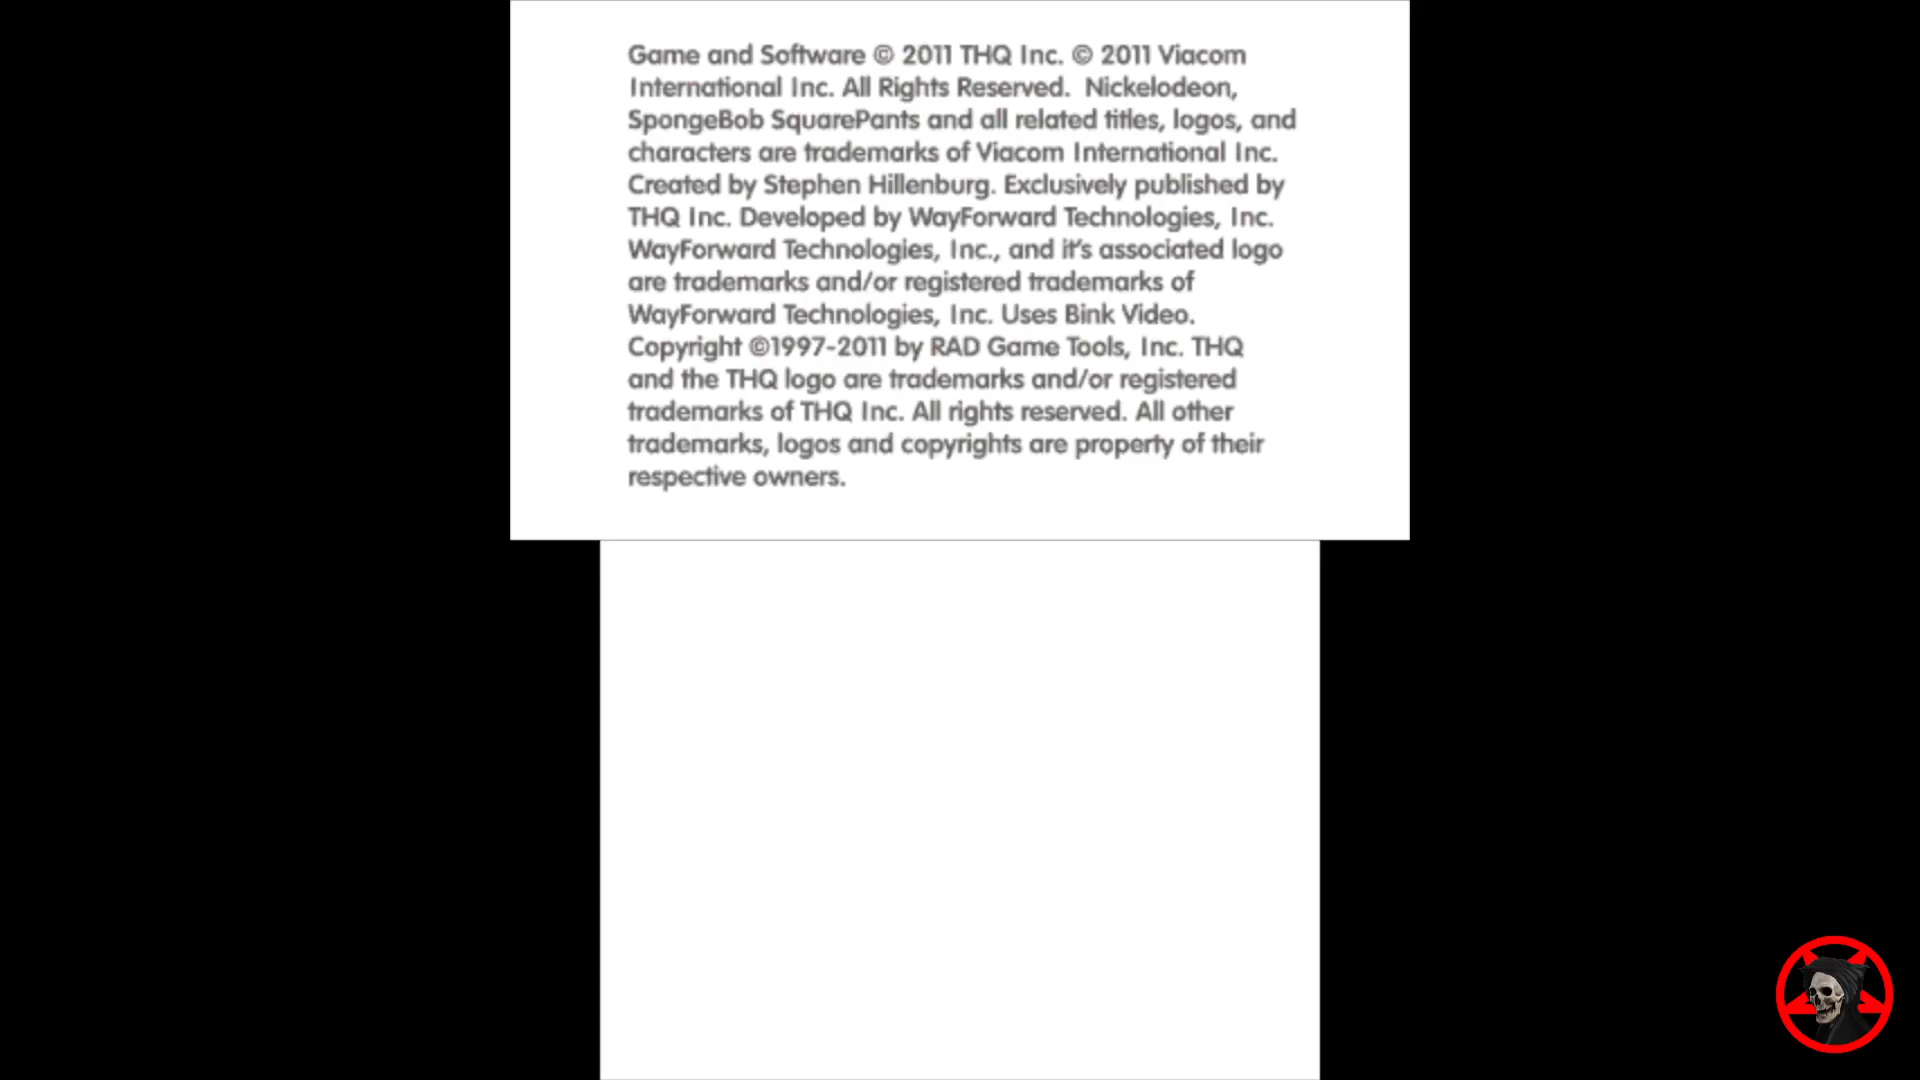 Game and Software © 2011 THQ Inc. © 2011 Viacom
International Inc. All Rights Reserved.  Nickelodeon,
SpongeBob SquarePants and all related titles, logos, and
characters are trademarks of Viacom International Inc.
Created by Stephen Hillenburg. Exclusively published by
THQ Inc. Developed by WayForward Technologies, Inc.
WayForward Technologies, Inc., and it's associated logo
are trademarks and/or registered trademarks of
WayForward Technologies, Inc. Uses Bink Video.
Copyright ©1997-2011 by RAD Game Tools, Inc. THQ
and the THQ logo are trademarks and/or registered
trademarks of THQ Inc. All rights reserved. All other
trademarks, logos and copyrights are property of their
respective owners.